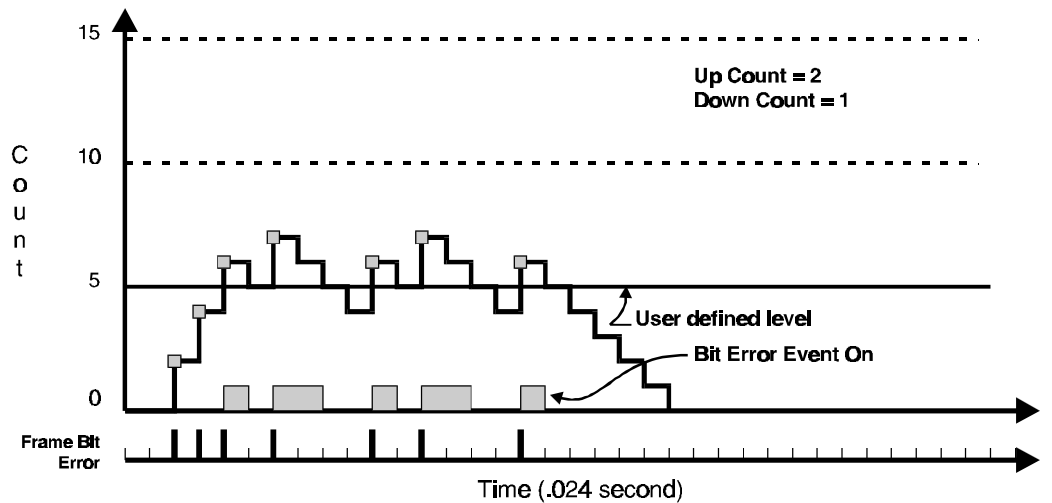 15
Up Count = 2
Down Count = 1
Count
10
5
User defined level
Bit Error Event On
0
Frame Bit
Error
Time (.024 second)